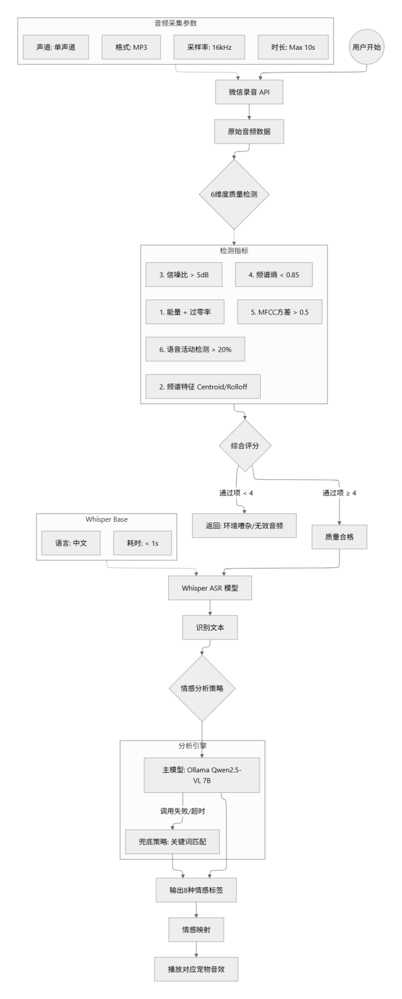 音频采集参数
声道: 单声道
格式: MP3
采样率: 16kHz
时长: Max 10s
用户开始
微信录音 API
原始音频数据
6维度质量检测
检测指标
3. 信噪比 > 5dB
4. 频谱熵 < 0.85
1. 能量 + 过零率
5. MFCC方差 > 0.5
6. 语音活动检测 > 20%
2. 频谱特征 Centroid/Rolloff
综合评分
通过项 < 4
通过项 ≥ 4
返回: 环境嘈杂/无效音频
质量合格
Whisper Base
语言: 中文
耗时: < 1s
Whisper ASR 模型
识别文本
情感分析策略
分析引擎
主模型: Ollama Qwen2.5-
VL 7B
调用失败/超时
兜底策略: 关键词匹配
输出8种情感标签
情感映射
播放对应宠物音效